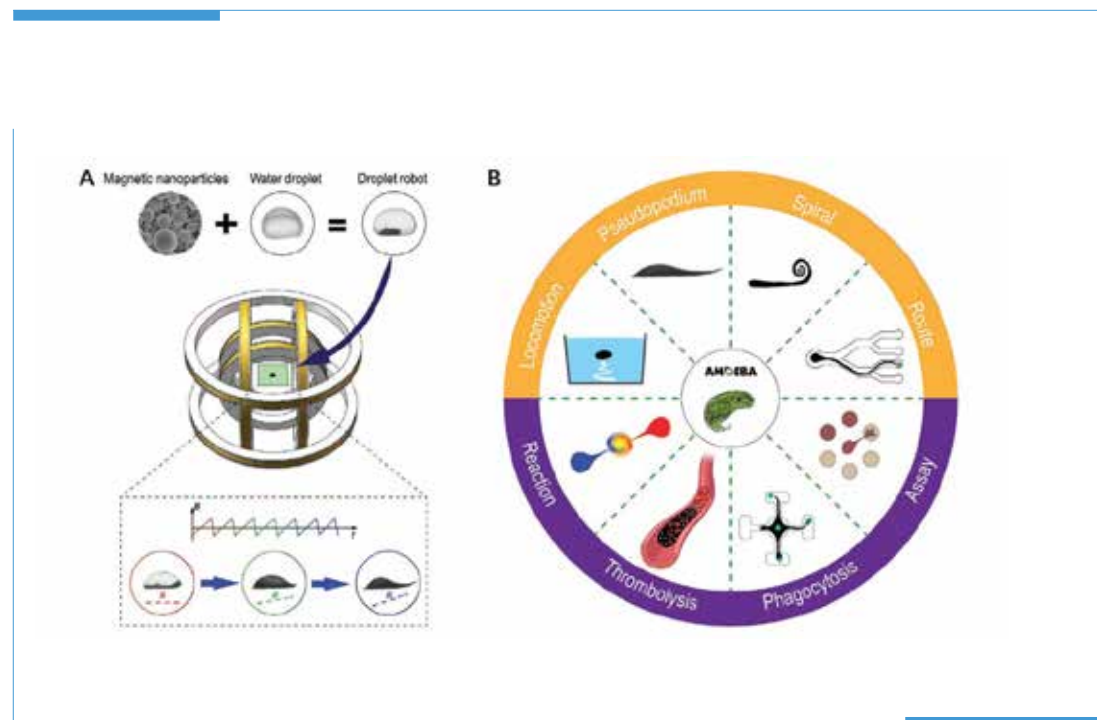 A
Magnetic nanoparticles
Water droplet
Droplet robot
+
=
B
Pseudopodium
Spiral
Locomotion
Route
AMOEBA
Reaction
Assay
Thrombolysis
Phagocytosis